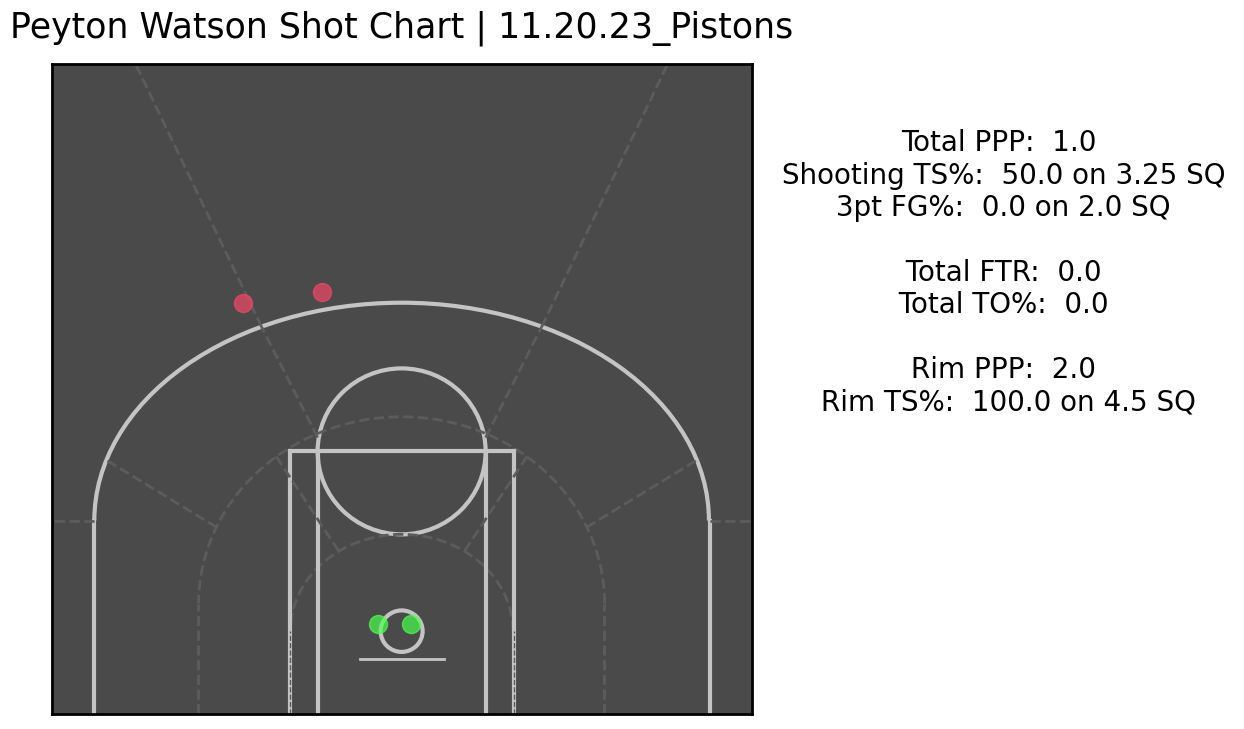 Peyton Watson Shot Chart | 11.20.23_Pistons
Total PPP:  1.0
Shooting TS%:  50.0 on 3.25 SQ
3pt FG%:  0.0 on 2.0 SQ
Total FTR:  0.0
Total TO%:  0.0
Rim PPP:  2.0
Rim TS%:  100.0 on 4.5 SQ